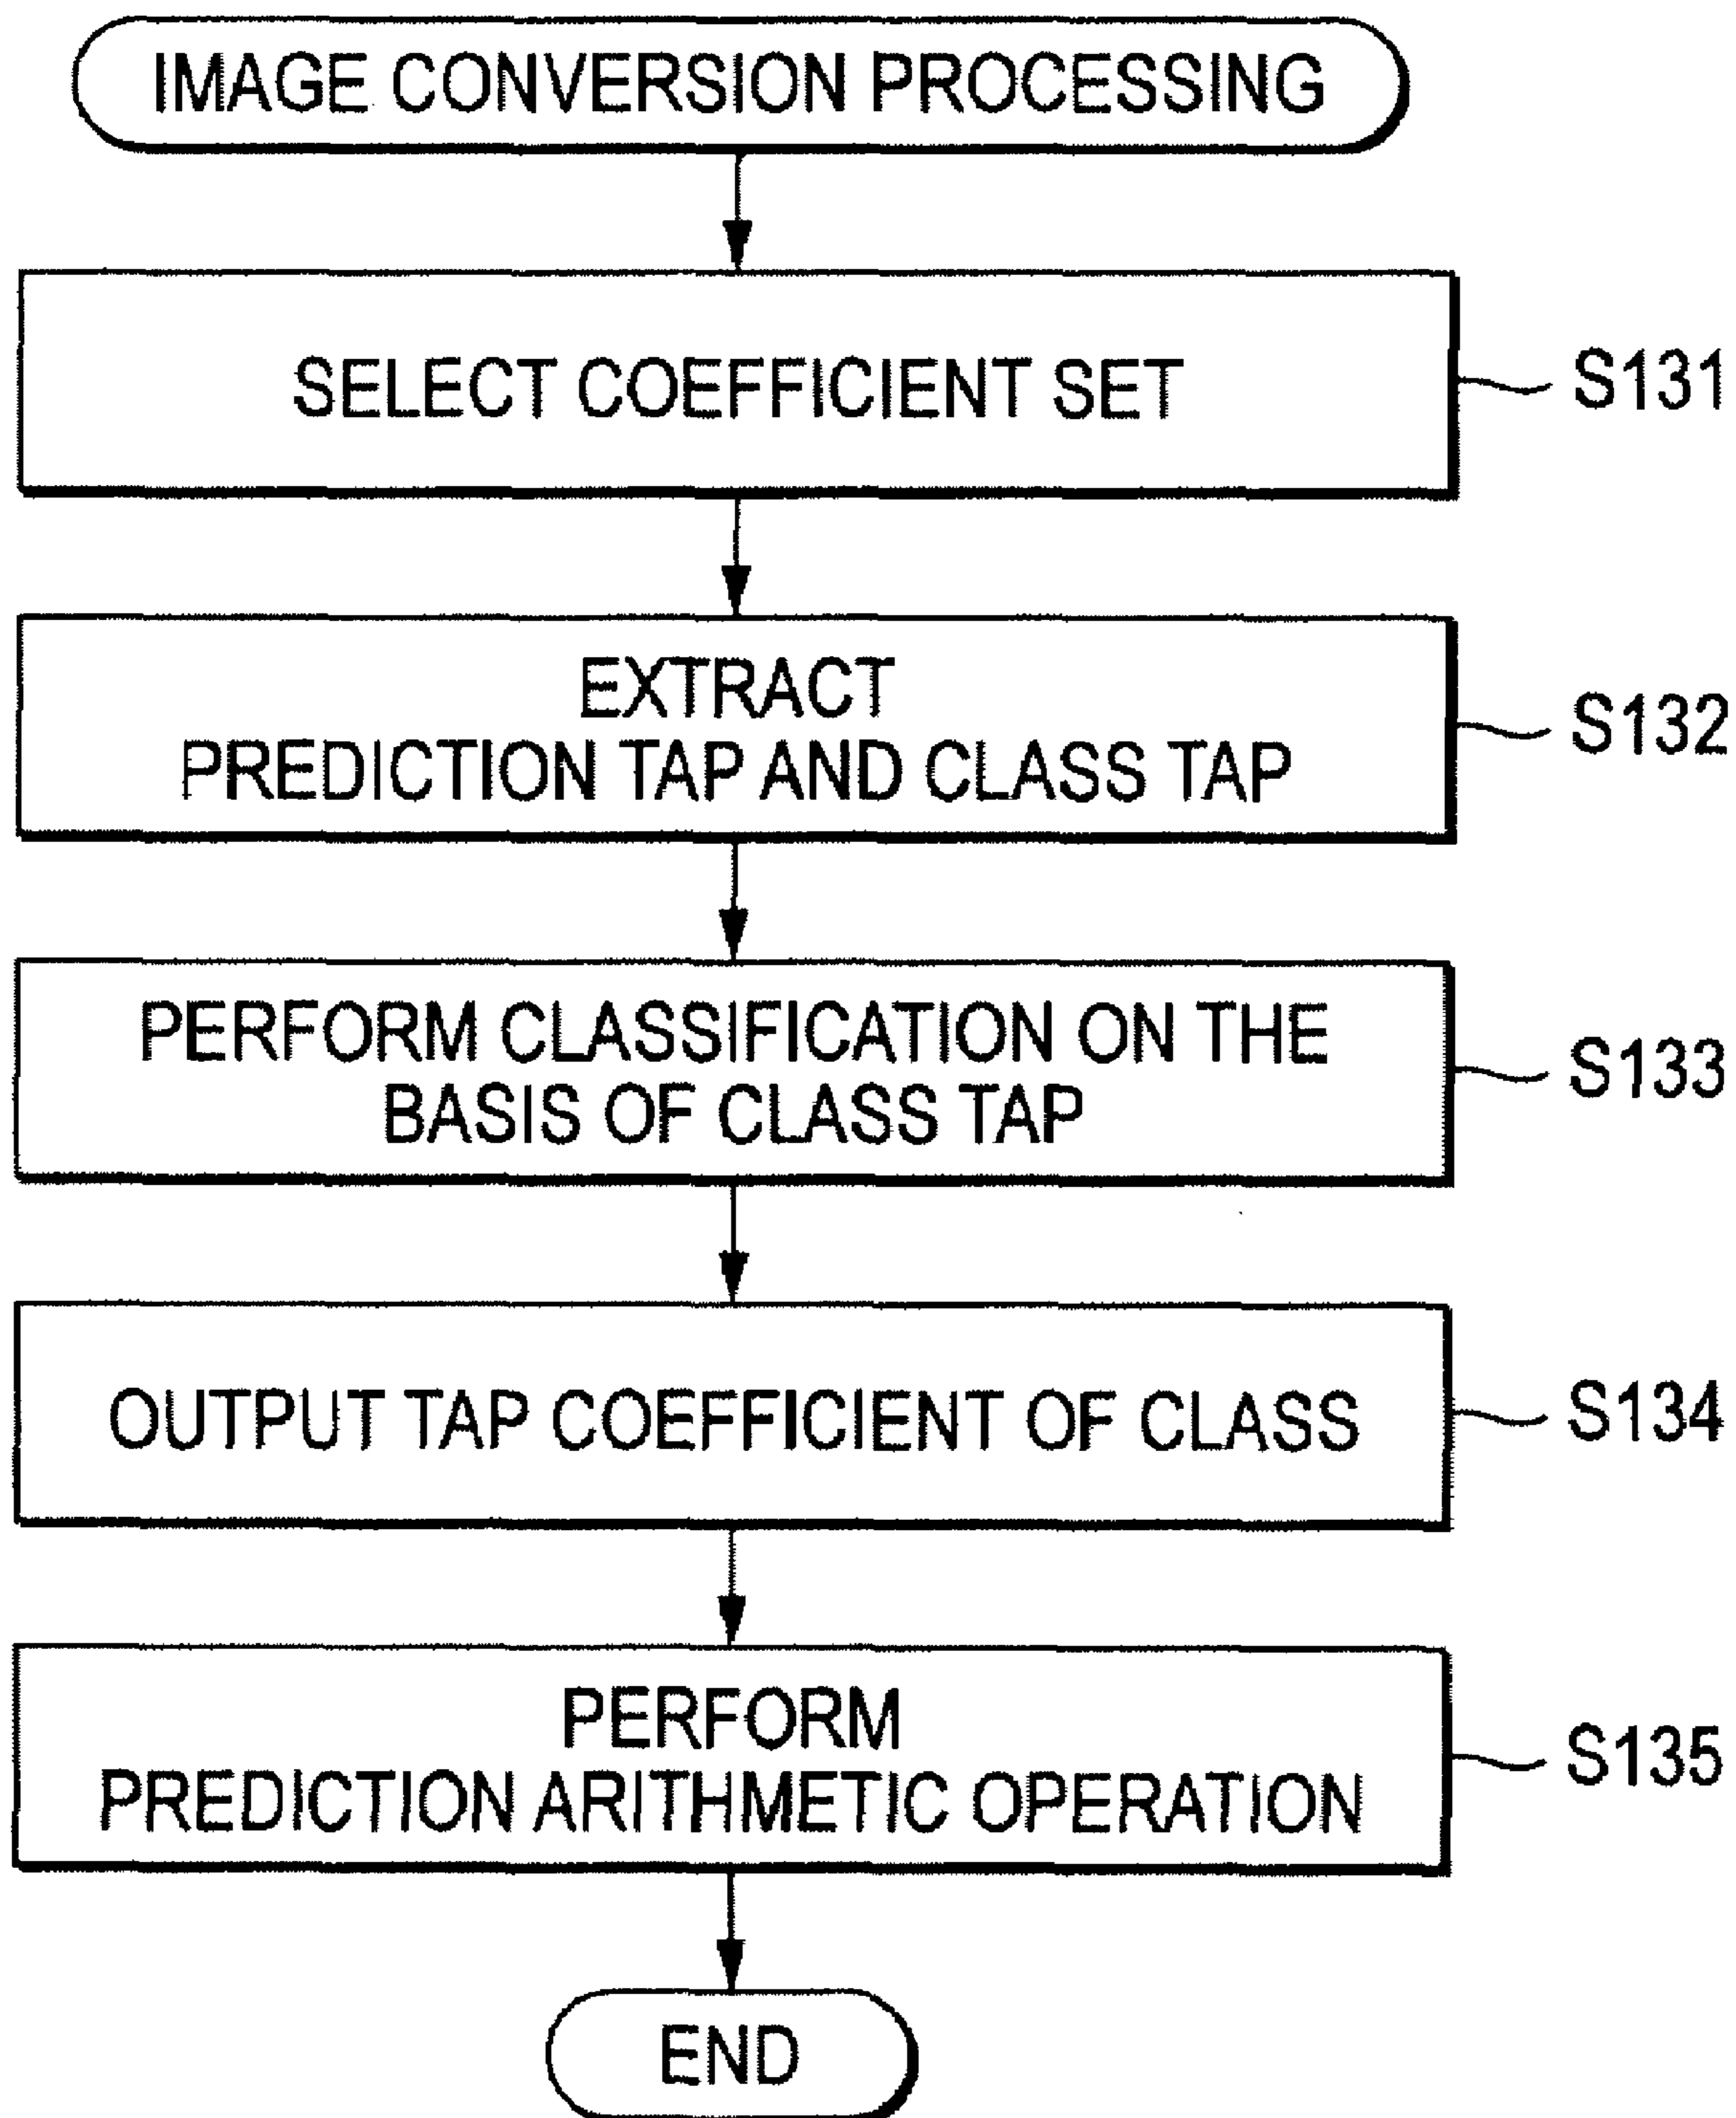 IMAGE CONVERSION PROCESSING
SELECT COEFFICIENT SET
S131
EXTRACT
PREDICTION TAP AND CLASS TAP
S132
PERFORM CLASSIFICATION ON THE
BASIS OF CLASS TAP
S133
OUTPUT TAP COEFFICIENT OF CLASS
S134
PERFORM
PREDICTION ARITHMETIC OPERATION
S135
END